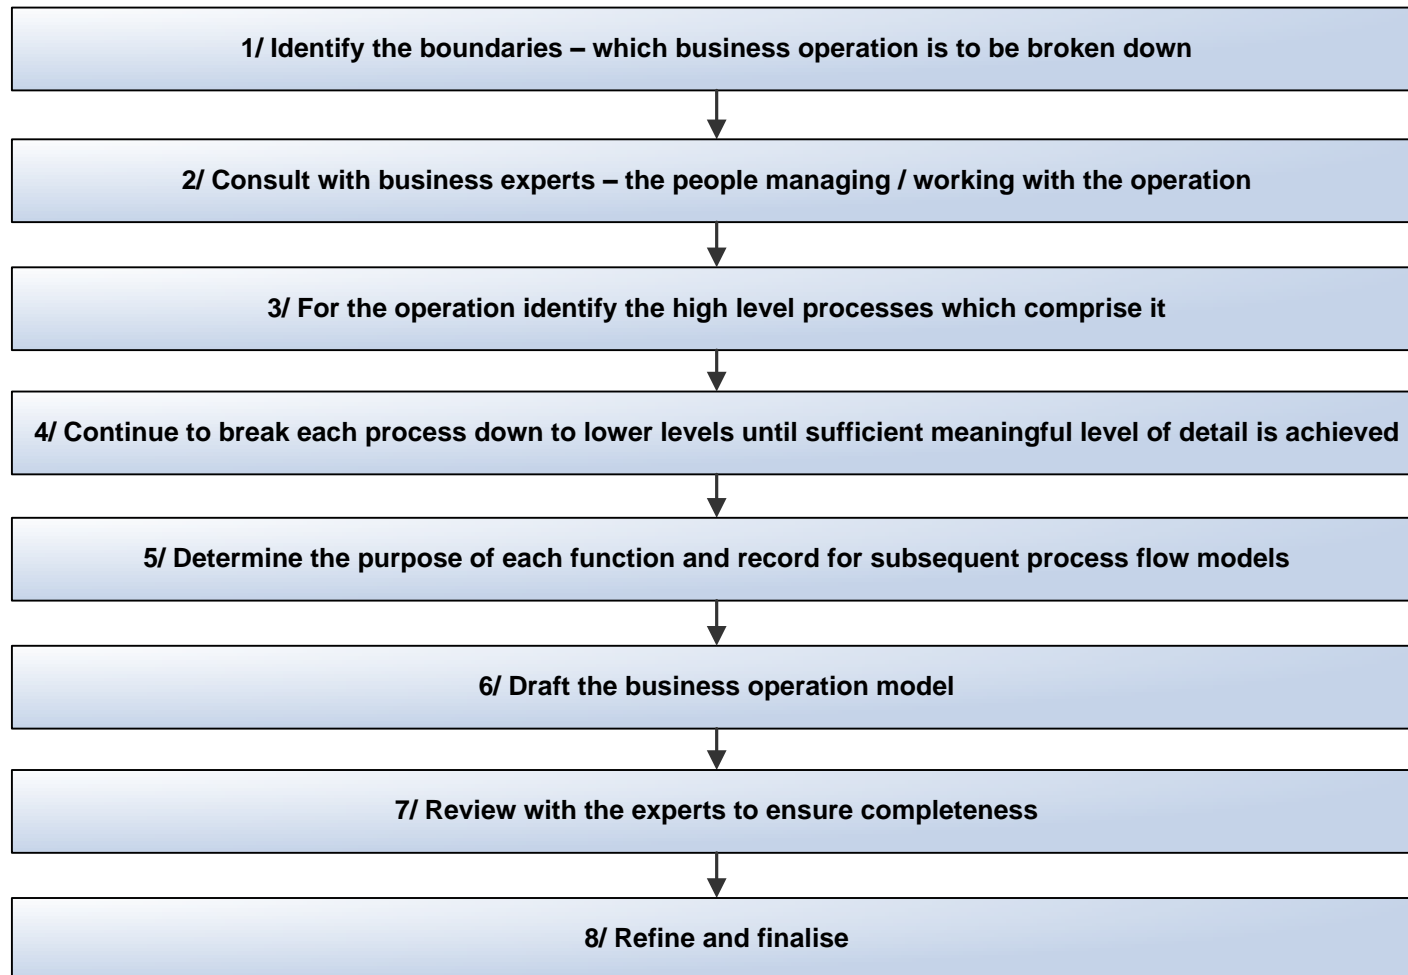 1/ Identify the boundaries – which business operation is to be broken down
2/ Consult with business experts – the people managing / working with the operation
3/ For the operation identify the high level processes which comprise it
4/ Continue to break each process down to lower levels until sufficient meaningful level of detail is achieved
5/ Determine the purpose of each function and record for subsequent process flow models
6/ Draft the business operation model
7/ Review with the experts to ensure completeness
8/ Refine and finalise